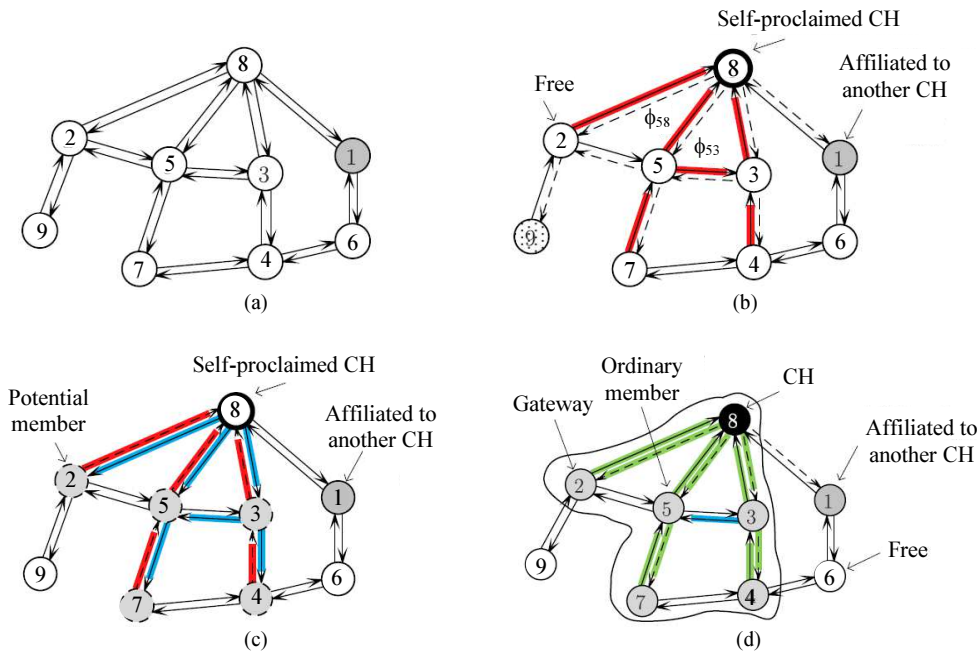 8
2
5
3
1
9
7
4
6
(a)
Self-proclaimed CH
8
Affiliated to
another CH
Free
ϕ58
2
ϕ53
5
3
1
9
7
4
6
(b)
Self-proclaimed CH
8
Potential
member
Affiliated to
another CH
2
5
3
1
9
7
4
6
(c)
Ordinary
member
CH
Gateway
8
Affiliated to
another CH
2
5
3
1
Free
9
7
4
6
(d)